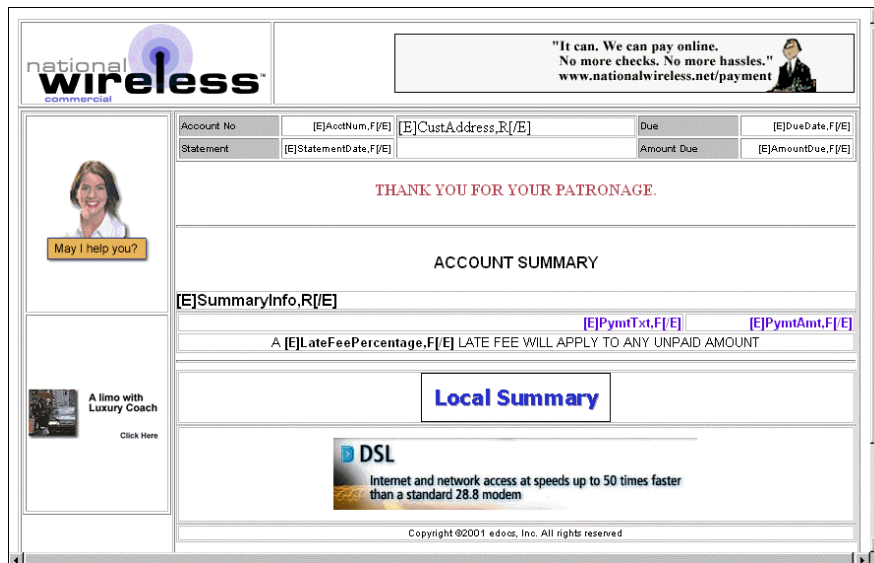 national
wireless
commercial
"It can. We can pay online.
No more checks. No more hassles."
www.nationalwireless.net/payment
Account No [E]AcctNum,F[/E] [E]CustAddress,R[/E] Due [E]DueDate,F[/E]
Statement [E]StatementDate,F[/E] Amount Due [E]AmountDue,F[/E]
May I help you?
THANK YOU FOR YOUR PATRONAGE.
ACCOUNT SUMMARY
[E]SummaryInfo,R[/E]
[E]PymtTxt,F[/E] [E]PymtAmt,F[/E]
A [E]LateFeePercentage,F[/E] LATE FEE WILL APPLY TO ANY UNPAID AMOUNT
A limo with
Luxury Coach
Click Here
Local Summary
DSL
Internet and network access at speeds up to 50 times faster
than a standard 28.8 modem
Copyright ©2001 edocs, Inc. All rights reserved